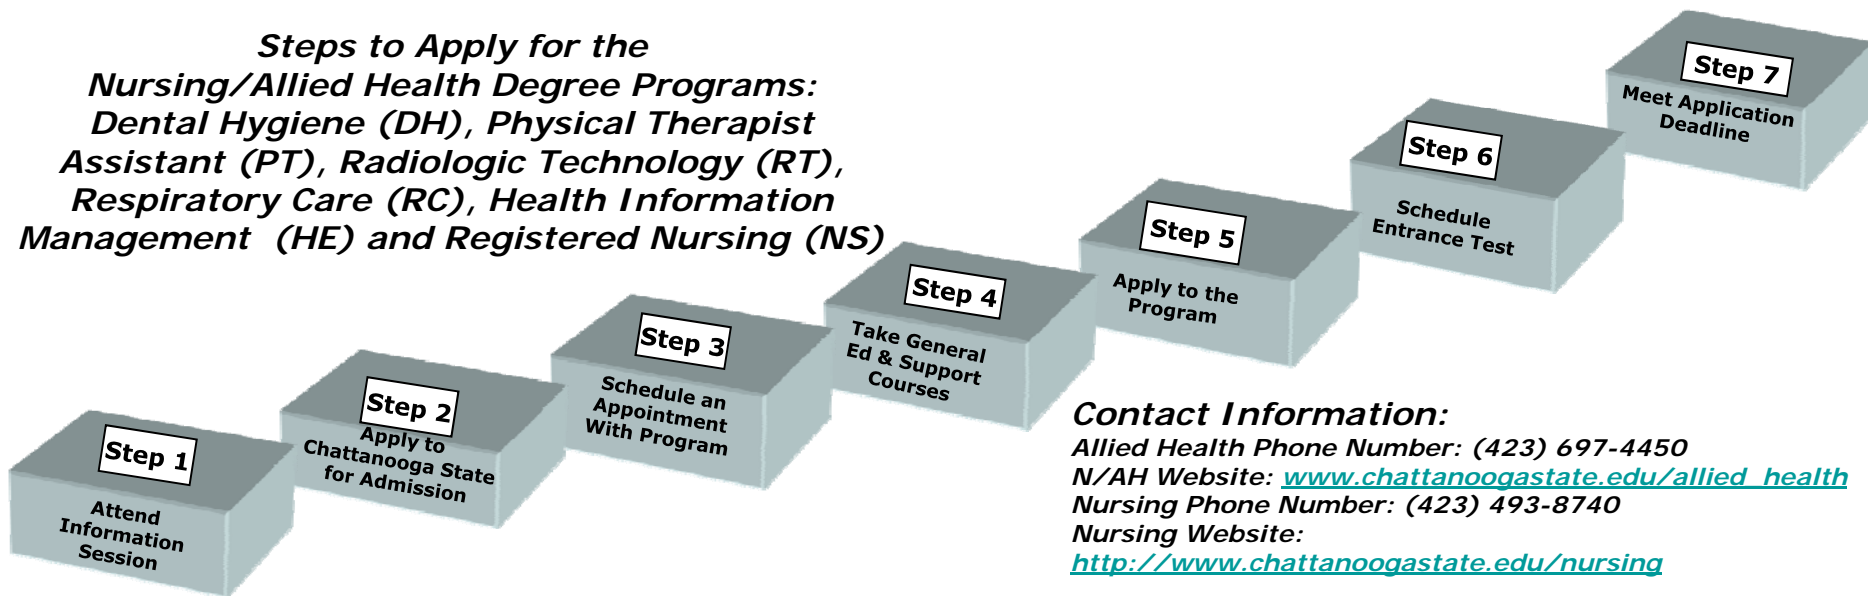 Steps to Apply for the
Nursing/Allied Health Degree Programs:
Dental Hygiene (DH), Physical Therapist
Assistant (PT), Radiologic Technology (RT),
Respiratory Care (RC), Health Information
Management (HE) and Registered Nursing (NS)
Step 1
Attend
Information
Session
Step 2
Apply to
Chattanooga State
for Admission
Step 3
Schedule an
Appointment
With Program
Step 4
Take General
Ed & Support
Courses
Step 5
Apply to the
Program
Step 6
Schedule
Entrance Test
Step 7
Meet Application
Deadline
Contact Information:
Allied Health Phone Number: (423) 697-4450
N/AH Website: www.chattanoogastate.edu/allied_health
Nursing Phone Number: (423) 493-8740
Nursing Website:
http://www.chattanoogastate.edu/nursing